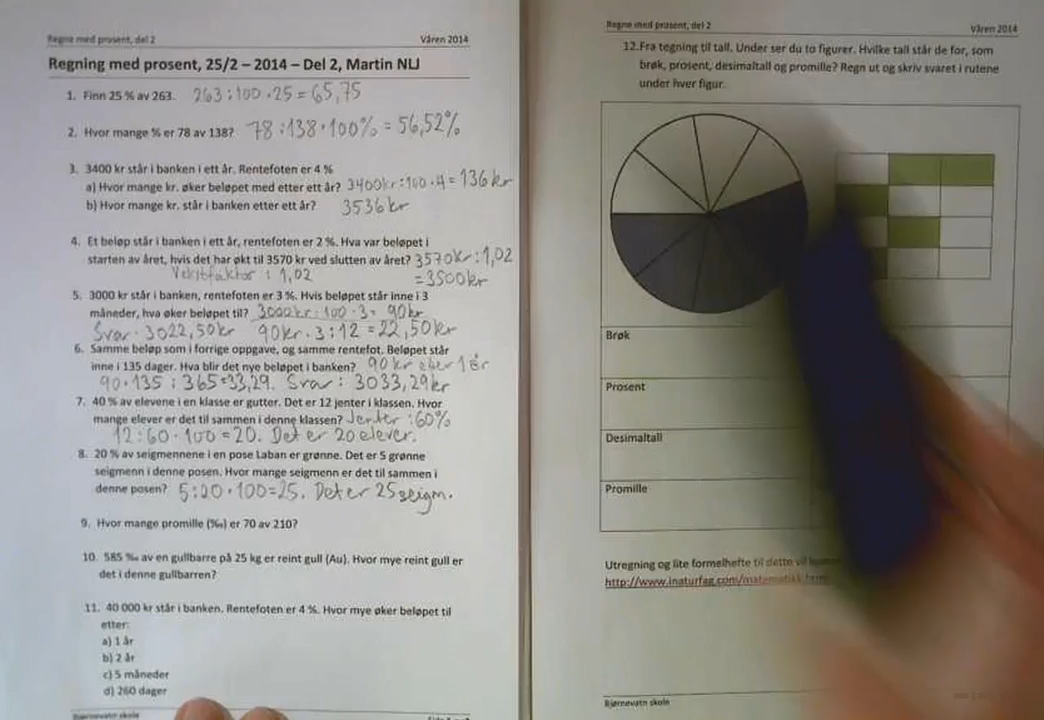 Regne med prosent, del 2
Våren 2014
Regning med prosent, 25/2 – 2014 – Del 2, Martin NLJ
1. Finn 25 % av 263. 263:100·25=65,75
2. Hvor mange % er 78 av 138? 78:138·100%=56,52%
3. 3400 kr står i banken i ett år. Rentefoten er 4 %
a) Hvor mange kr. øker beløpet med etter ett år? 3400kr:100·4=136kr
b) Hvor mange kr. står i banken etter ett år? 3536kr
4. Et beløp står i banken i ett år, rentefoten er 2 %. Hva var beløpet i
starten av året, hvis det har økt til 3570 kr ved slutten av året? 3570kr:1,02
Vekstfaktor : 1,02 =3500kr
5. 3000 kr står i banken, rentefoten er 3 %. Hvis beløpet står inne i 3
måneder, hva øker beløpet til? 3000kr:100·3=90kr
Svar: 3022,50kr 90kr·3:12=22,50kr
6. Samme beløp som i forrige oppgave, og samme rentefot. Beløpet står
inne i 135 dager. Hva blir det nye beløpet i banken? 90kr etter 1 år
90·135:365=33,29. Svar: 3033,29kr
7. 40 % av elevene i en klasse er gutter. Det er 12 jenter i klassen. Hvor
mange elever er det til sammen i denne klassen? Jenter:60%
12:60·100=20. Det er 20 elever.
8. 20 % av seigmennene i en pose Laban er grønne. Det er 5 grønne
seigmenn i denne posen. Hvor mange seigmenn er det til sammen i
denne posen? 5:20·100=25. Det er 25 seigm.
9. Hvor mange promille (‰) er 70 av 210?
10. 585 ‰ av en gullbarre på 25 kg er reint gull (Au). Hvor mye reint gull er
det i denne gullbarren?
11. 40 000 kr står i banken. Rentefoten er 4 %. Hvor mye øker beløpet til
etter:
a) 1 år
b) 2 år
c) 5 måneder
d) 260 dager
Bjørnevatn skole
Regne med prosent, del 2
Våren 2014
12.Fra tegning til tall. Under ser du to figurer. Hvilke tall står de for, som
brøk, prosent, desimaltall og promille? Regn ut og skriv svaret i rutene
under hver figur.
Brøk
Prosent
Desimaltall
Promille
Utregning og lite formelhefte til dette vil
http://www.inaturfag.com/matematikk
Bjørnevatn skole